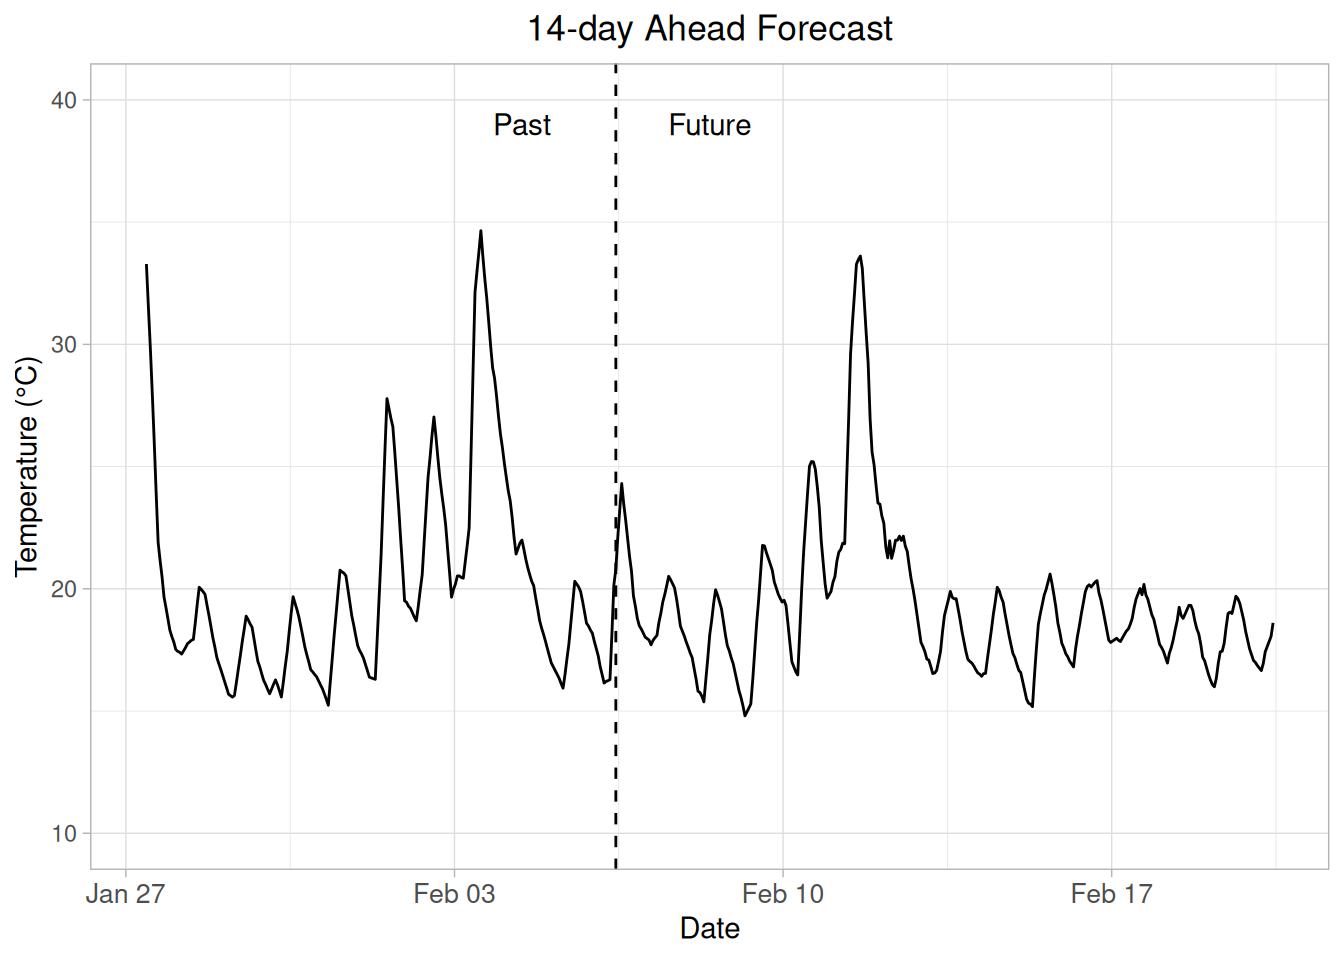 14-day Ahead Forecast
Past
Future
40
30
20
10
Temperature (°C)
Jan 27
Feb 03
Feb 10
Feb 17
Date